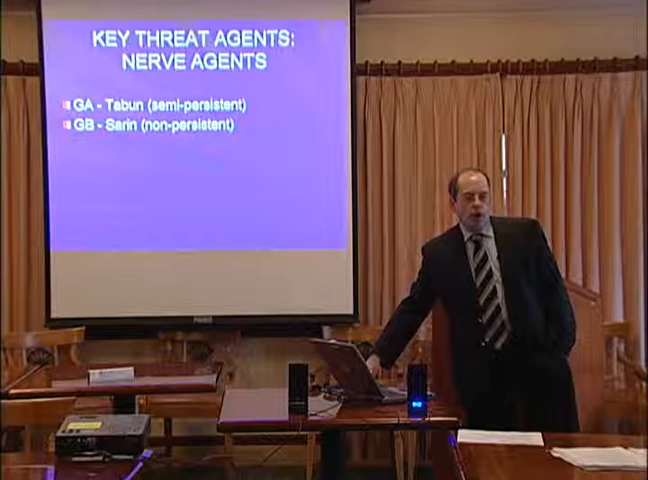 KEY THREAT AGENTS:
NERVE AGENTS
GA - Tabun (semi-persistent)
GB - Sarin (non-persistent)